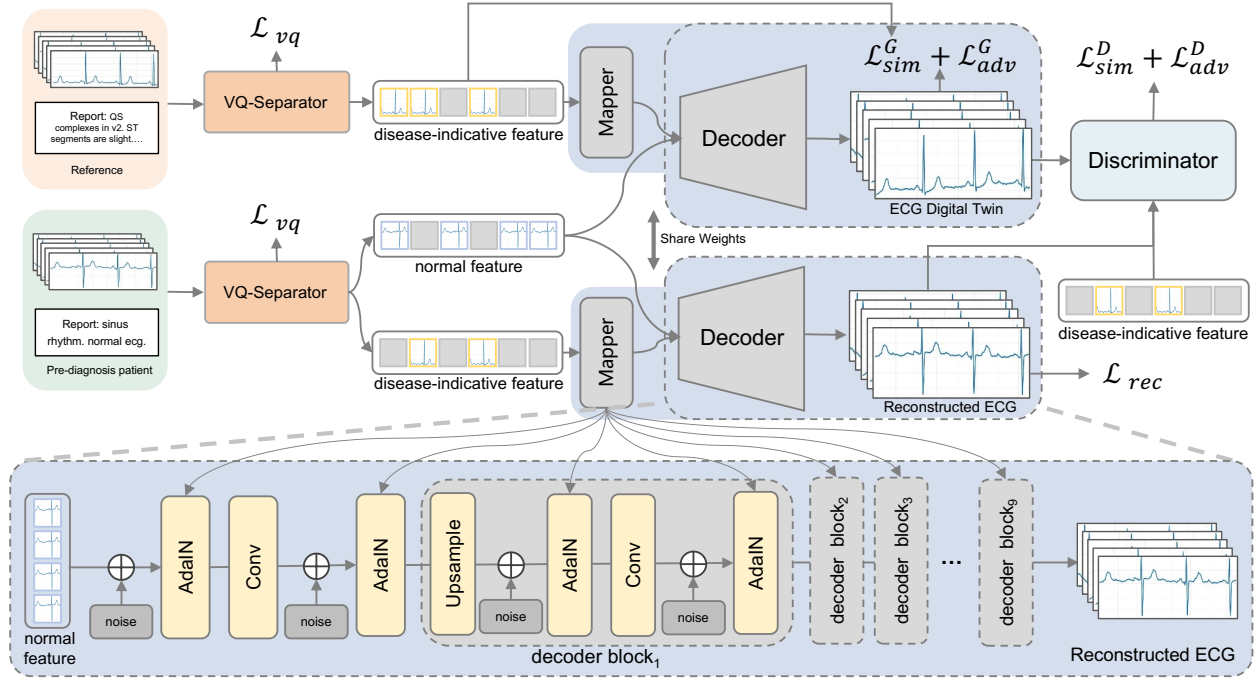 Report: QS
complexes in v2. ST
segments are slight….
Reference
ℒ vq
VQ-Separator
disease-indicative feature
Mapper
Decoder
ℒ^G_sim + ℒ^G_adv
ECG Digital Twin
ℒ^D_sim + ℒ^D_adv
Discriminator
Report: sinus
rhythm. normal ecg.
Pre-diagnosis patient
ℒ vq
VQ-Separator
normal feature
disease-indicative feature
Share Weights
Mapper
Decoder
Reconstructed ECG
disease-indicative feature
ℒ rec
normal
feature
noise
AdaIN
Conv
noise
AdaIN
Upsample
noise
AdaIN
Conv
noise
AdaIN
decoder block₁
decoder block₂
decoder block₃
...
decoder block₉
Reconstructed ECG